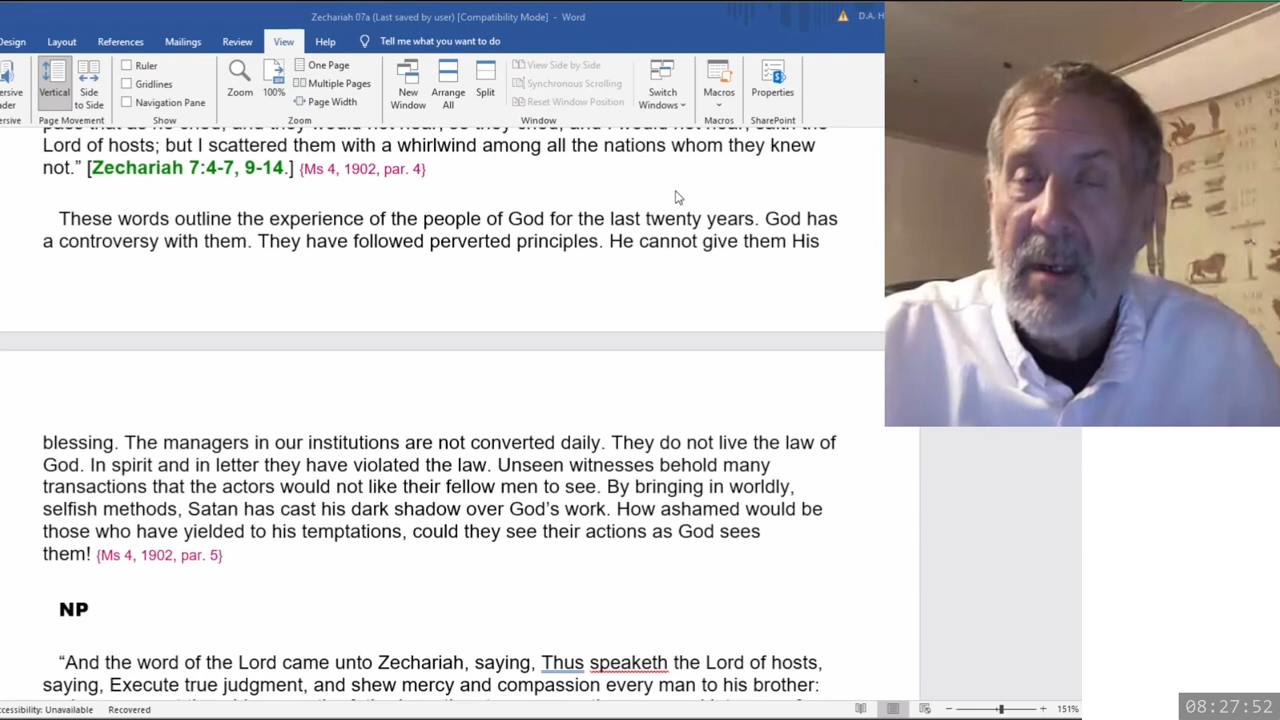 Zechariah 07a (Last saved by user) [Compatibility Mode] - Word
D.A. H
Design Layout References Mailings Review View Help Tell me what you want to do
Vertical
Side to Side
Page Movement
Ruler
Gridlines
Navigation Pane
Show
Zoom
100%
One Page
Multiple Pages
Page Width
Zoom
New Window
Arrange All
Split
View Side by Side
Synchronous Scrolling
Reset Window Position
Window
Switch Windows
Macros
Macros
Properties
SharePoint
Lord of hosts; but I scattered them with a whirlwind among all the nations whom they knew
not.” [Zechariah 7:4-7, 9-14.] {Ms 4, 1902, par. 4}
These words outline the experience of the people of God for the last twenty years. God has
a controversy with them. They have followed perverted principles. He cannot give them His
blessing. The managers in our institutions are not converted daily. They do not live the law of
God. In spirit and in letter they have violated the law. Unseen witnesses behold many
transactions that the actors would not like their fellow men to see. By bringing in worldly,
selfish methods, Satan has cast his dark shadow over God’s work. How ashamed would be
those who have yielded to his temptations, could they see their actions as God sees
them! {Ms 4, 1902, par. 5}
NP
“And the word of the Lord came unto Zechariah, saying, Thus speaketh the Lord of hosts,
saying, Execute true judgment, and shew mercy and compassion every man to his brother:
Accessibility: Unavailable Recovered
151%
08:27:52